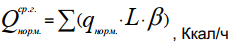 Q^{ср.г.}_{норм.} = ∑(q_{норм.} · L · β) , Ккал/ч